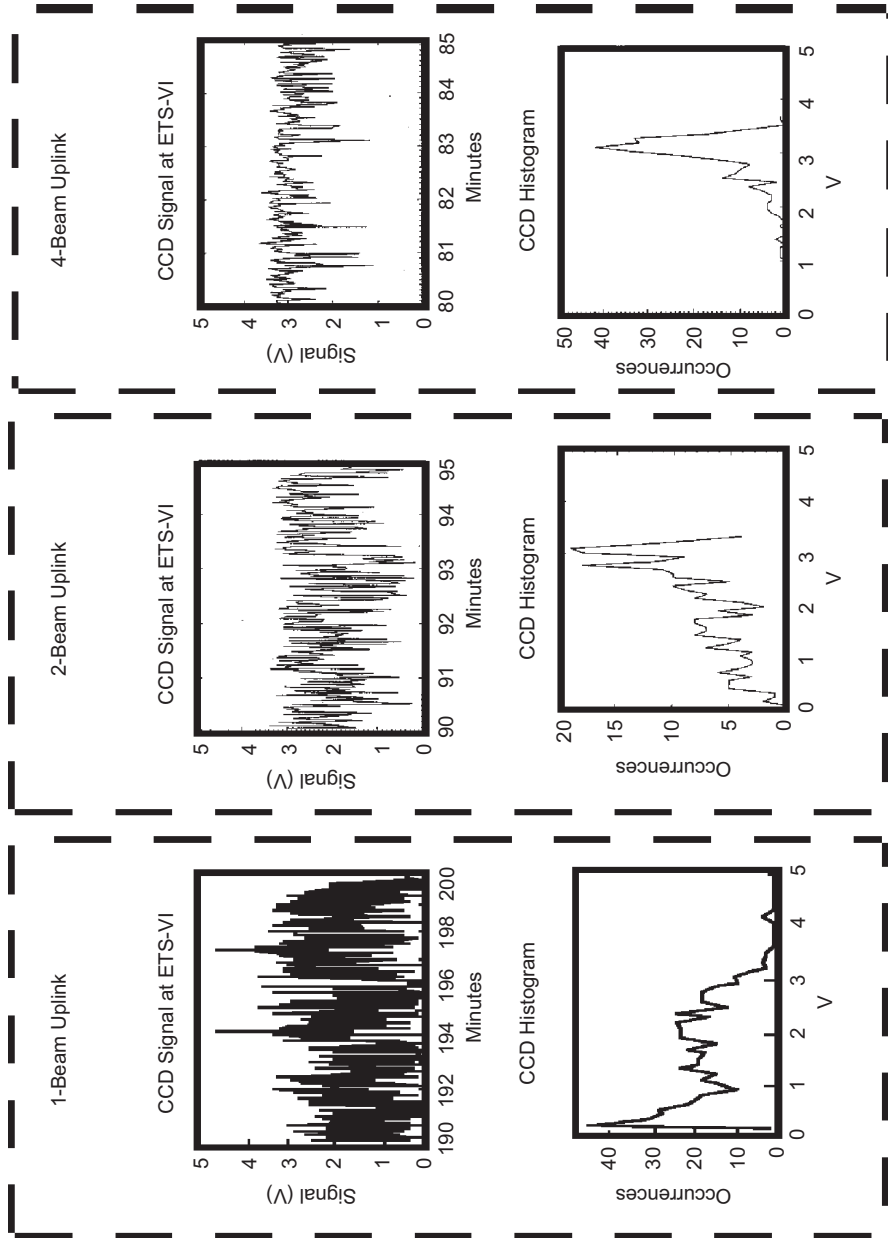 1-Beam Uplink
CCD Signal at ETS-VI
Signal (V)
5
4
3
2
1
0
190 192 194 196 198 200
Minutes
CCD Histogram
Occurrences
40
30
20
10
0
0 1 2 3 4 5
V
2-Beam Uplink
CCD Signal at ETS-VI
Signal (V)
5
4
3
2
1
0
90 91 92 93 94 95
Minutes
CCD Histogram
Occurrences
20
15
10
5
0
0 1 2 3 4 5
V
4-Beam Uplink
CCD Signal at ETS-VI
Signal (V)
5
4
3
2
1
0
80 81 82 83 84 85
Minutes
CCD Histogram
Occurrences
50
40
30
20
10
0
0 1 2 3 4 5
V